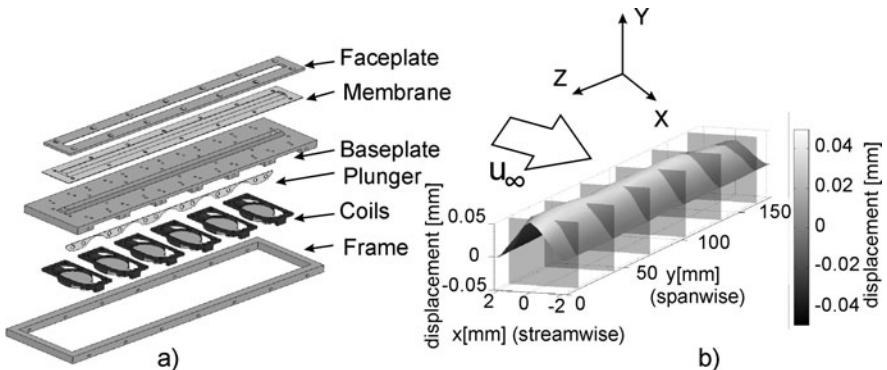 Faceplate
Membrane
Baseplate
Plunger
Coils
Frame
a)
Y
Z
X
u∞
displacement [mm]
0.05
0
-0.05
2
0
-2
x[mm] (streamwise)
0
50
100
150
y[mm]
(spanwise)
0.04
0.02
0
-0.02
-0.04
displacement [mm]
b)